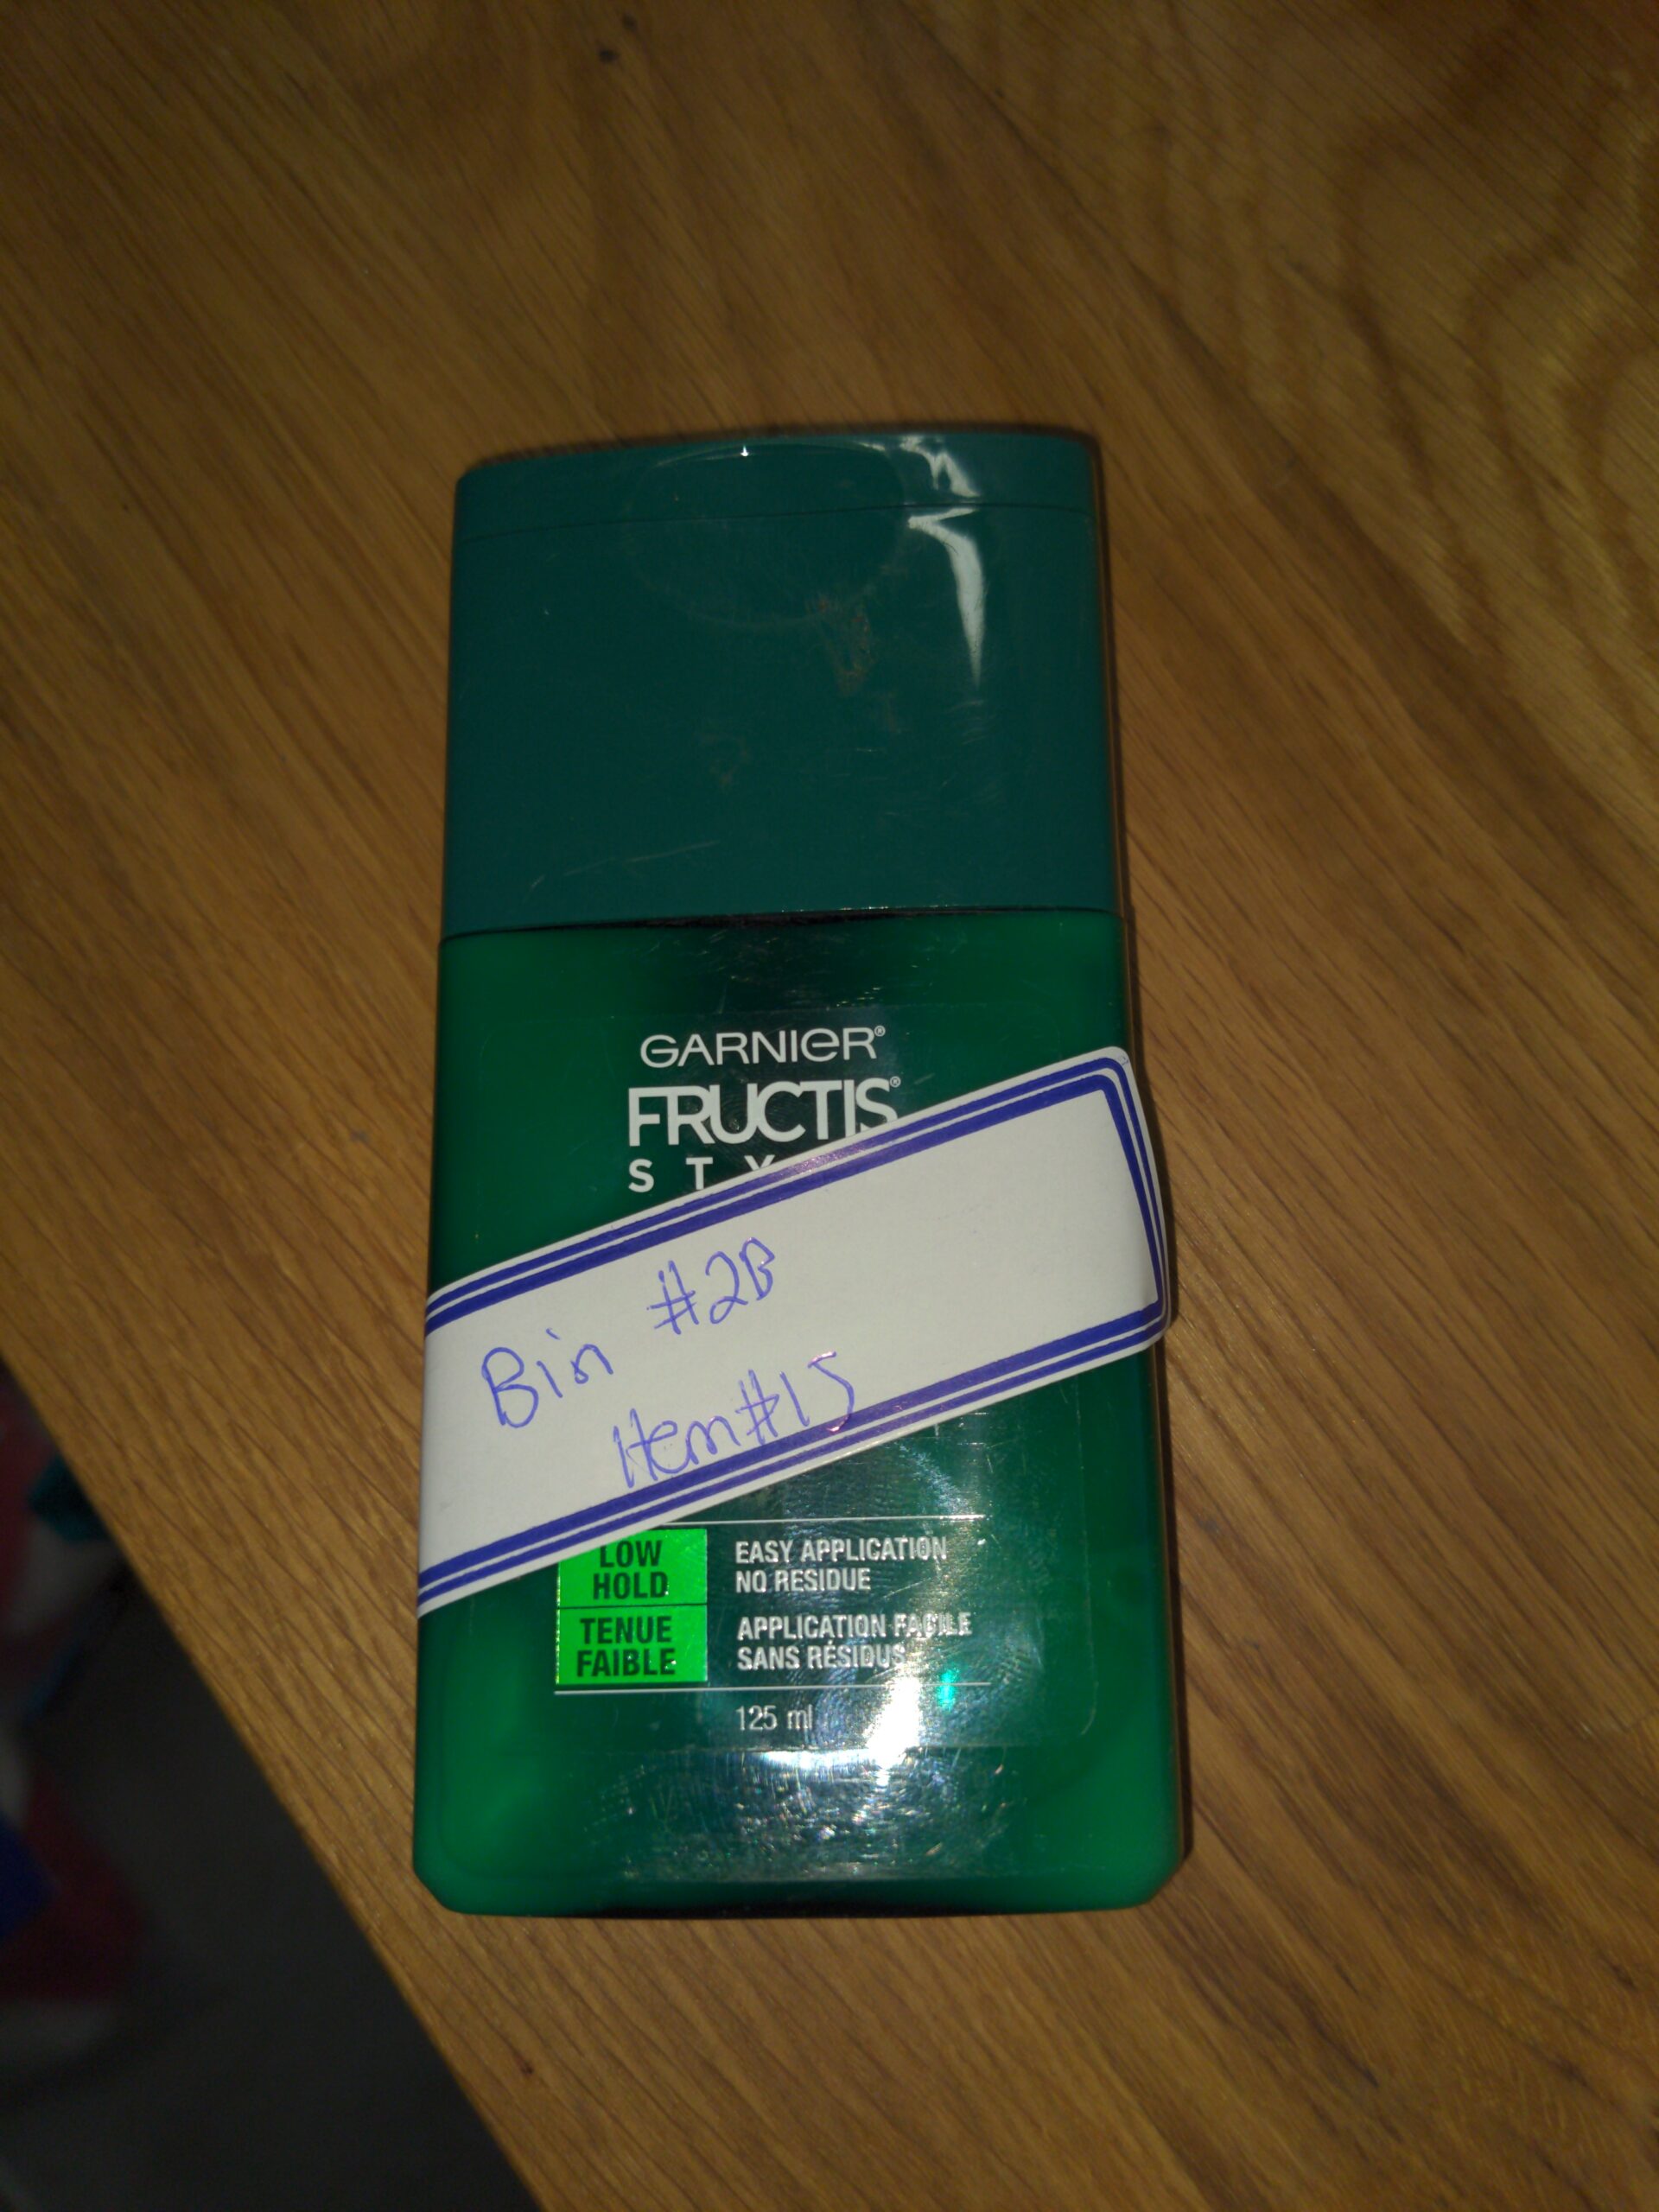 GARNIER®
FRUCTIS®
STY
Bin #2B
Item#15
LOW
HOLD
EASY APPLICATION
NO RESIDUE
TENUE
FAIBLE
APPLICATION FACILE
SANS RÉSIDUS
125 ml